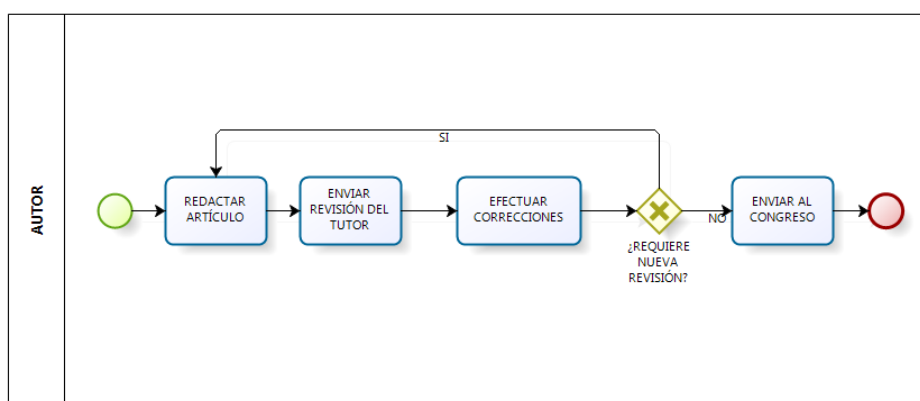 AUTOR
SI
REDACTAR
ARTÍCULO
ENVIAR
REVISIÓN DEL
TUTOR
EFECTUAR
CORRECCIONES
¿REQUIERE
NUEVA
REVISIÓN?
NO
ENVIAR AL
CONGRESO